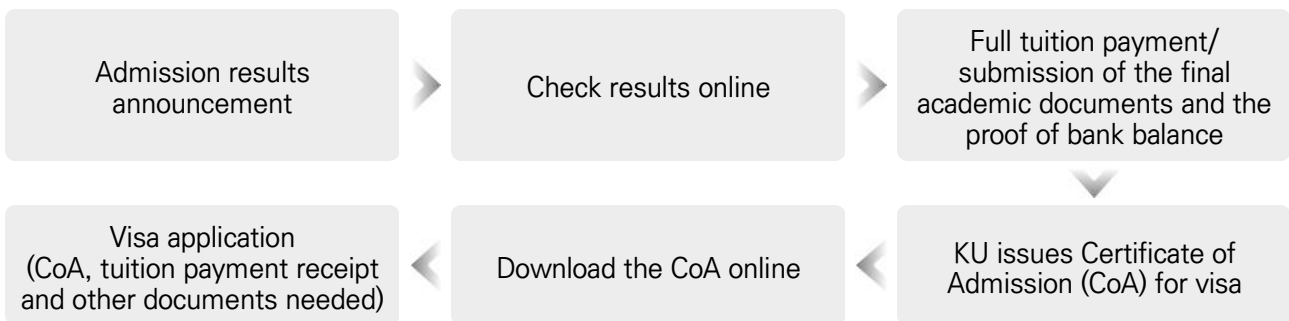 Admission results
announcement
Check results online
Full tuition payment/
submission of the final
academic documents and the
proof of bank balance
KU issues Certificate of
Admission (CoA) for visa
Download the CoA online
Visa application
(CoA, tuition payment receipt
and other documents needed)